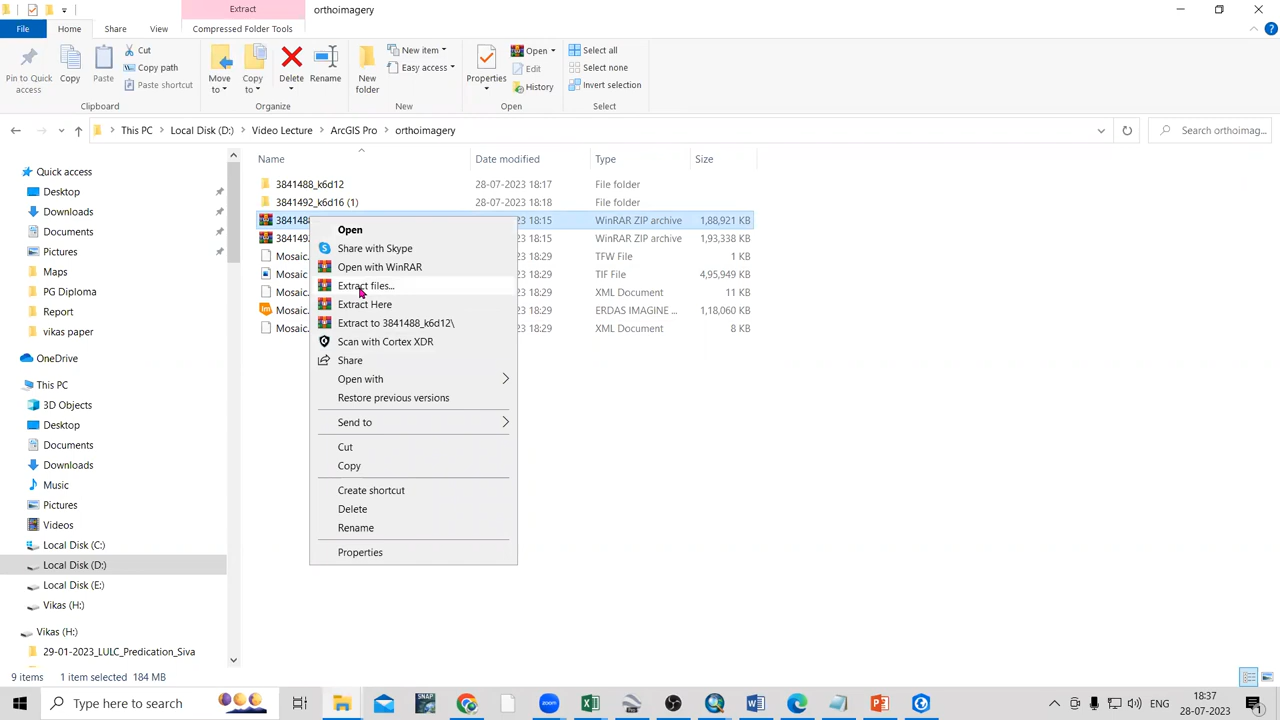 Extract
orthoimagery
File
Home
Share
View
Compressed Folder Tools
Pin to Quick access
Copy
Paste
Cut
Copy path
Paste shortcut
Clipboard
Move to
Copy to
Delete
Rename
Organize
New folder
New item
Easy access
New
Properties
Open
Edit
History
Open
Select all
Select none
Invert selection
Select
This PC > Local Disk (D:) > Video Lecture > ArcGIS Pro > orthoimagery
Search orthoimag...
Name Date modified Type Size
3841488_k6d12 28-07-2023 18:17 File folder
3841492_k6d16 (1) 28-07-2023 18:18 File folder
384148 3 18:15 WinRAR ZIP archive 1,88,921 KB
384149 3 18:15 WinRAR ZIP archive 1,93,338 KB
Mosaic. 3 18:29 TFW File 1 KB
Mosaic. 3 18:29 TIF File 4,95,949 KB
Mosaic. 3 18:29 XML Document 11 KB
Mosaic. 3 18:29 ERDAS IMAGINE ... 1,18,060 KB
Mosaic. 3 18:29 XML Document 8 KB
Open
Share with Skype
Open with WinRAR
Extract files...
Extract Here
Extract to 3841488_k6d12\
Scan with Cortex XDR
Share
Open with
Restore previous versions
Send to
Cut
Copy
Create shortcut
Delete
Rename
Properties
Quick access
Desktop
Downloads
Documents
Pictures
Maps
PG Diploma
Report
vikas paper
OneDrive
This PC
3D Objects
Desktop
Documents
Downloads
Music
Pictures
Videos
Local Disk (C:)
Local Disk (D:)
Local Disk (E:)
Vikas (H:)
Vikas (H:)
29-01-2023_LULC_Predication_Siva
9 items 1 item selected 184 MB
Type here to search
SNAP
zoom
ENG
18:37
28-07-2023